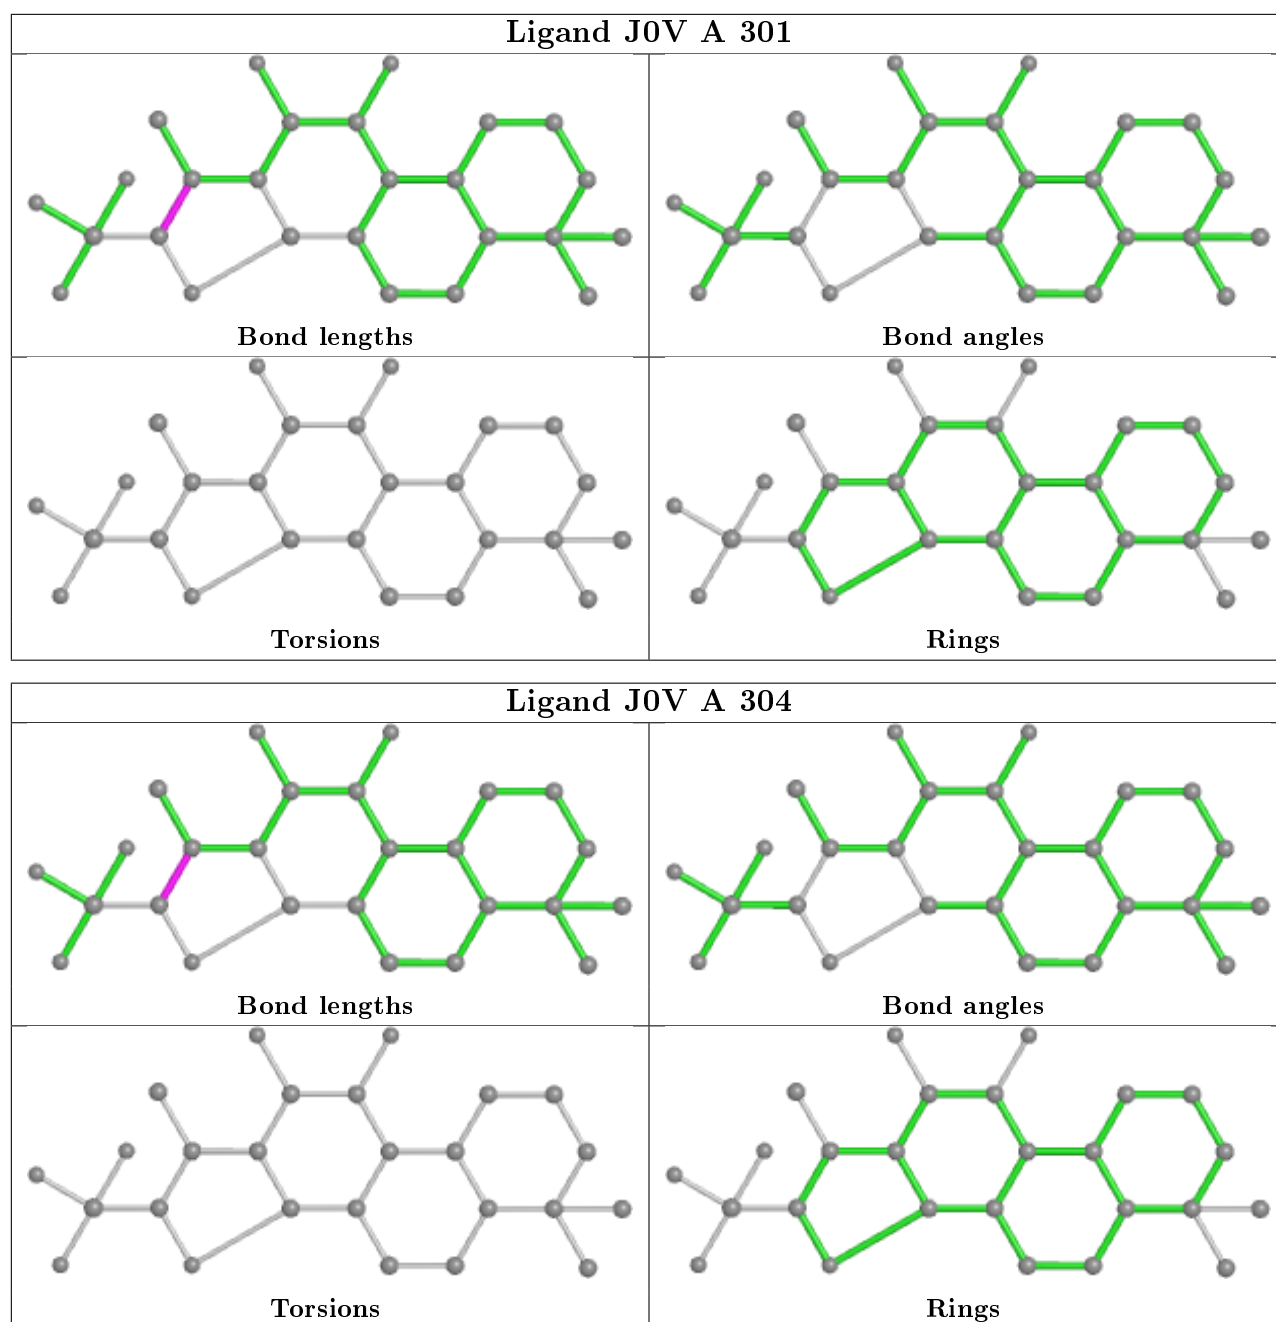 Ligand J0V A 301
Bond lengths
Bond angles
Torsions
Rings
Ligand J0V A 304
Bond lengths
Bond angles
Torsions
Rings